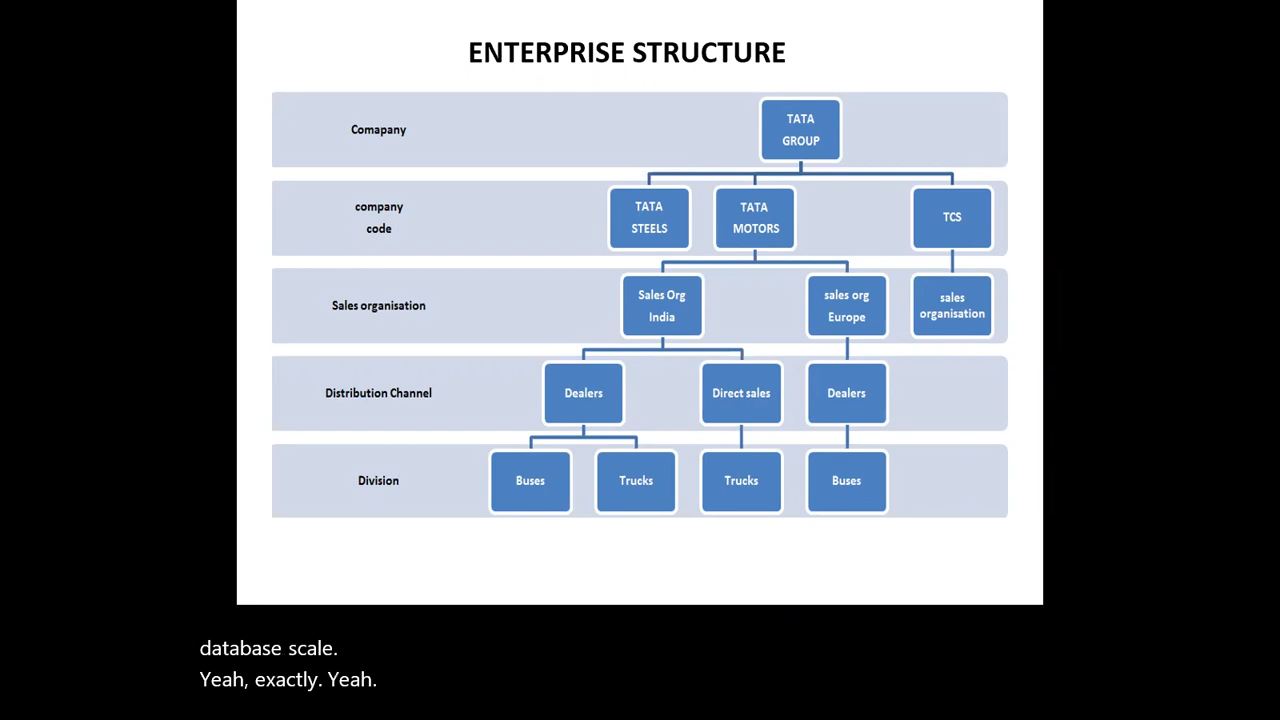 ENTERPRISE STRUCTURE
Comapany
TATA
GROUP
company
code
TATA
STEELS
TATA
MOTORS
TCS
Sales organisation
Sales Org
India
sales org
Europe
sales
organisation
Distribution Channel
Dealers
Direct sales
Dealers
Division
Buses
Trucks
Trucks
Buses
database scale.
Yeah, exactly. Yeah.